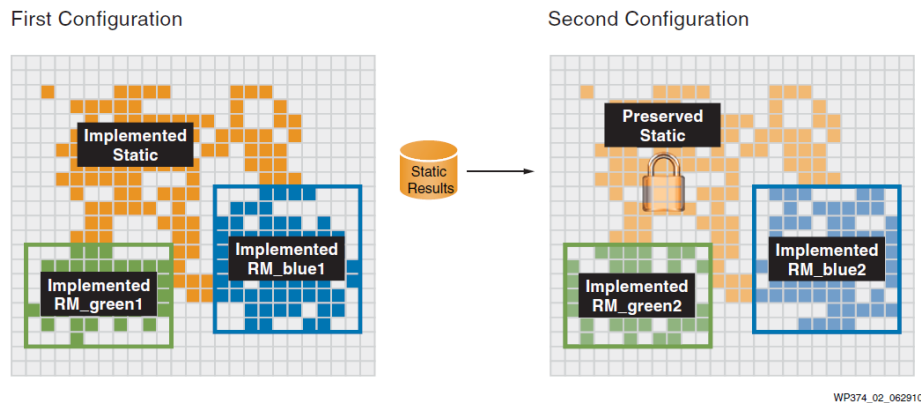 First Configuration
Second Configuration
Implemented
Static
Preserved
Static
Static
Results
Implemented
RM_blue1
Implemented
RM_blue2
Implemented
RM_green1
Implemented
RM_green2
WP374_02_062910